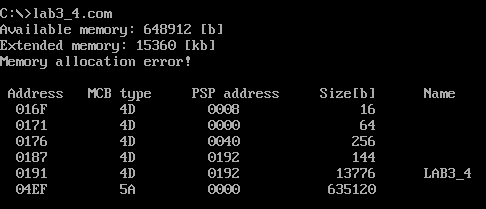 C:\>lab3_4.com
Available memory: 648912 [b]
Extended memory: 15360 [kb]
Memory allocation error!
Address MCB type PSP address Size[b] Name
016F 4D 0008 16
0171 4D 0000 64
0176 4D 0040 256
0187 4D 0192 144
0191 4D 0192 13776 LAB3_4
04EF 5A 0000 635120